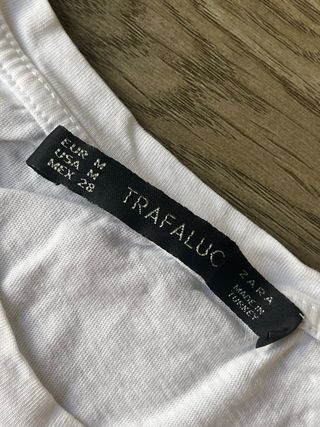 EUR M
USA M
MEX 28
TRAFALUC
ZARA
MADE IN
TURKEY